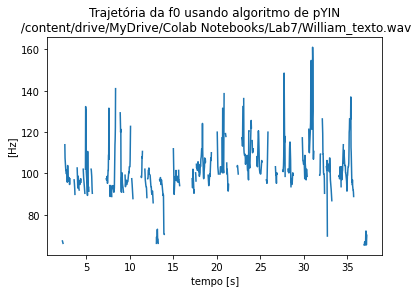 Trajetória da f0 usando algoritmo de pYIN
/content/drive/MyDrive/Colab Notebooks/Lab7/William_texto.wav
160
140
120
100
80
[Hz]
5 10 15 20 25 30 35
tempo [s]